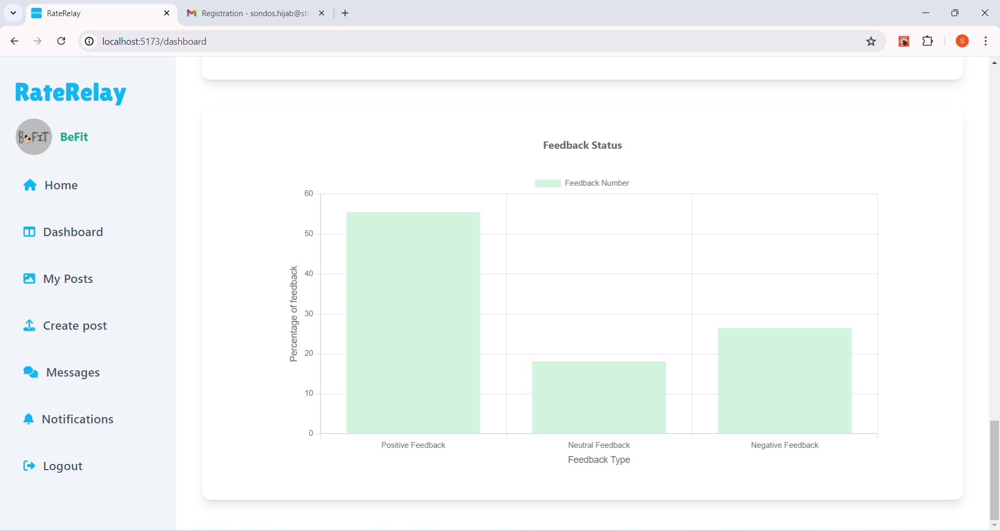 RateRelay
Registration - sondos.hijab@stu
localhost:5173/dashboard
S
RateRelay
BeFiT
BeFit
Home
Dashboard
My Posts
Create post
Messages
Notifications
Logout
Feedback Status
Feedback Number
60
50
40
30
20
10
0
Percentage of feedback
Positive Feedback
Neutral Feedback
Negative Feedback
Feedback Type